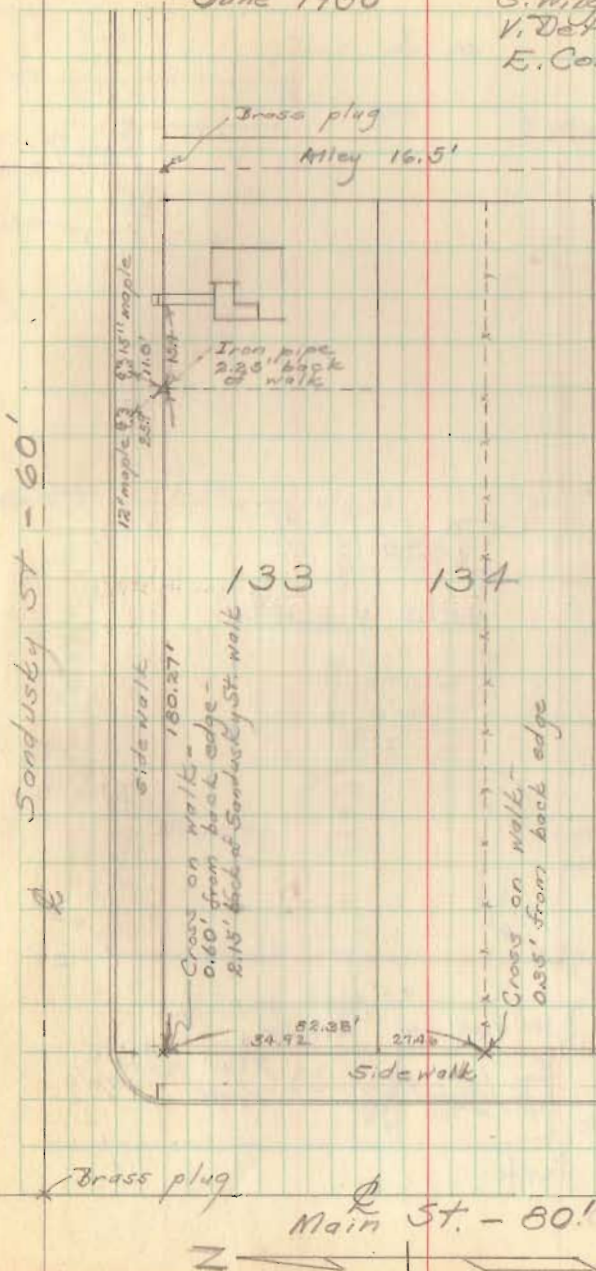 V. Det
E. Co
Brass plug
Alley 16.5'
15" maple
11.0'
Iron pipe
2.25' back
of walk
12" maple
Sandusky St - 60'
133
134
sidewalk
180.27'
Cross on walk -
0.60' from back edge -
2.15' back of Sandusky St. walk
Cross on walk -
0.35' from back edge
82.38'
54.92
27.46
Sidewalk
Brass plug
Main St. - 80'